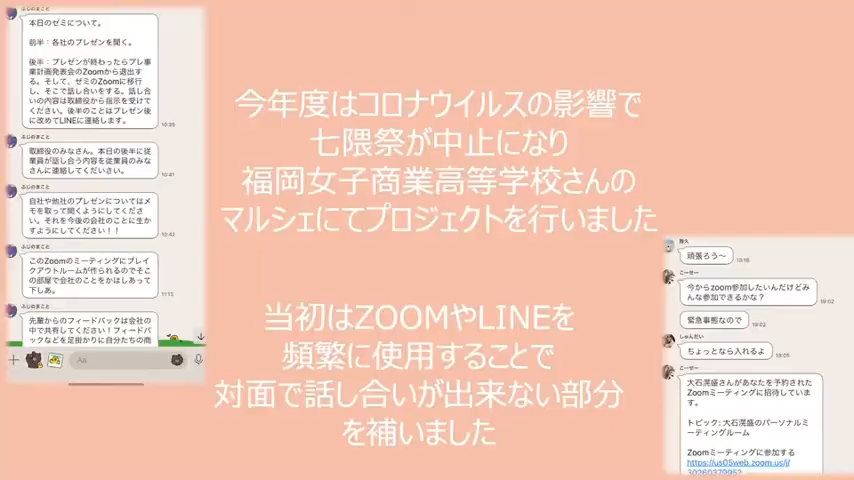 ふじのまこと
本日のゼミについて。
前半：各社のプレゼンを聞く。
後半：プレゼンが終わったらプレ事
業計画発表会のZoomから退出す
る。そして、ゼミのZoomに移行
し、そこで話し合いをする。話し合
いの内容は取締役から指示を受けて
ください。後半のことはプレゼン後
に改めてLINEに連絡します。
10:39
ふじのまこと
取締役のみなさん。本日の後半に従
業員が話し合う内容を従業員のみな
さんに連絡してくだいさい。
10:41
ふじのまこと
自社や他社のプレゼンについてはメ
モを取って聞くようにしてくださ
い。それを今後の会社のことに生か
すようにしてください！！
10:42
ふじのまこと
このZoomのミーティングにブレイ
クアウトルームが作られるのでそこ
の部屋で会社のことをかはしあって
下しあ。
11:13
ふじのまこと
先輩からのフィードバックは会社の
中で共有してください！フィードバ
ックなどを足掛かりに自分たちの商
Aa
今年度はコロナウイルスの影響で
七隈祭が中止になり
福岡女子商業高等学校さんの
マルシェにてプロジェクトを行いました
当初はZOOMやLINEを
頻繁に使用することで
対面で話し合いが出来ない部分
を補いました
頑張ろう〜
こーせー
今からzoom参加したいんだけどみ
んな参加できるかな？
19:02
緊急事態なので
19:02
しゅんだい
ちょっとなら入れるよ
19:05
こーせー
大石滉盛さんがあなたを予約された
Zoomミーティングに招待していま
す。
トピック: 大石滉盛のパーソナルミ
ーティングルーム
Zoomミーティングに参加する
https://us05web.zoom.us/j/